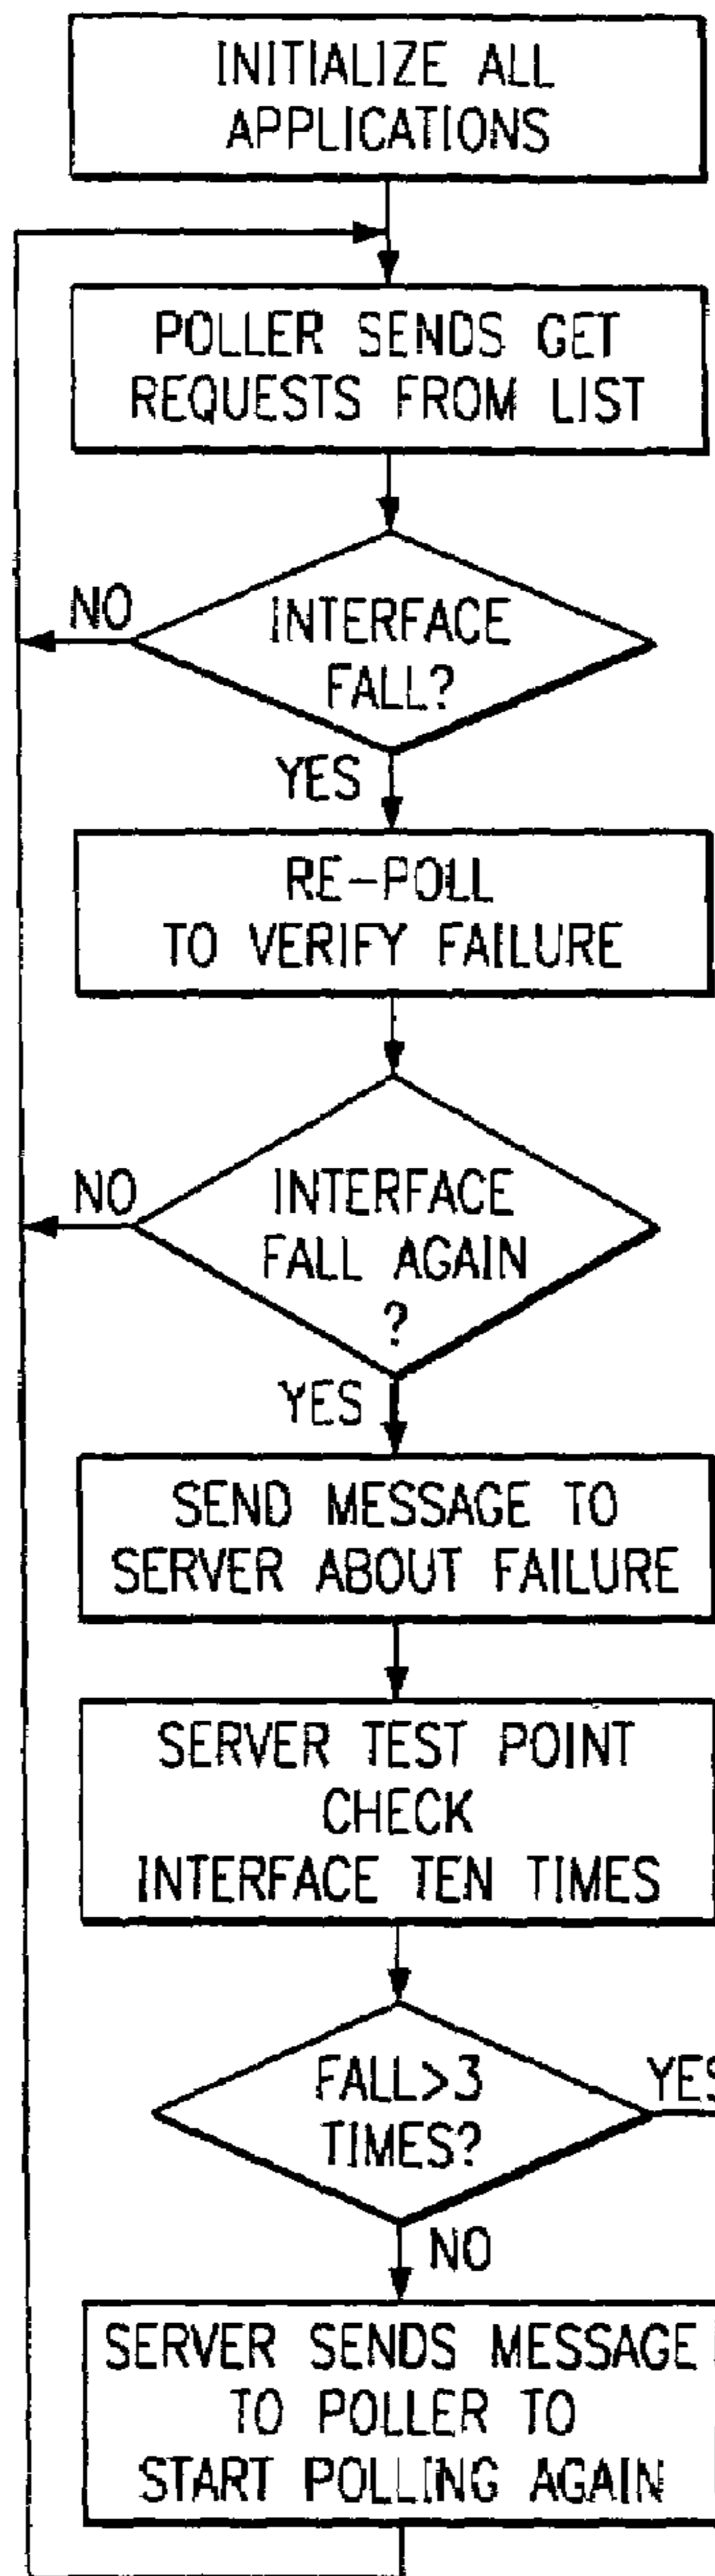 INITIALIZE ALL
APPLICATIONS
POLLER SENDS GET
REQUESTS FROM LIST
NO
INTERFACE
FALL?
YES
RE-POLL
TO VERIFY FAILURE
NO
INTERFACE
FALL AGAIN
?
YES
SEND MESSAGE TO
SERVER ABOUT FAILURE
SERVER TEST POINT
CHECK
INTERFACE TEN TIMES
FALL>3
TIMES?
YES
NO
SERVER SENDS MESSAGE
TO POLLER TO
START POLLING AGAIN